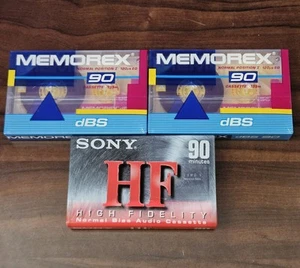 MEMOREX
90
dBS
MEMOREX
90
dBS
SONY
90
minutes
HF
HIGH FIDELITY
Normal Bias Audio Cassette